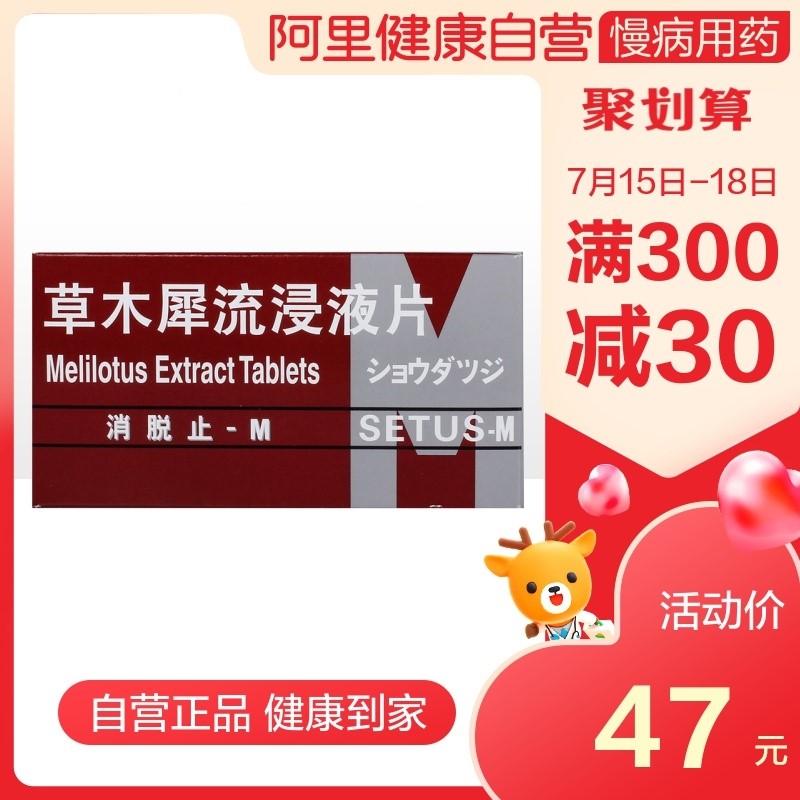 阿里健康自营 慢病用药
聚划算
7月15日-18日
满300
减30
草木犀流浸液片
Melilotus Extract Tablets
ショウダツジ
消脱止-M
SETUS-M
活动价
47元
自营正品 健康到家